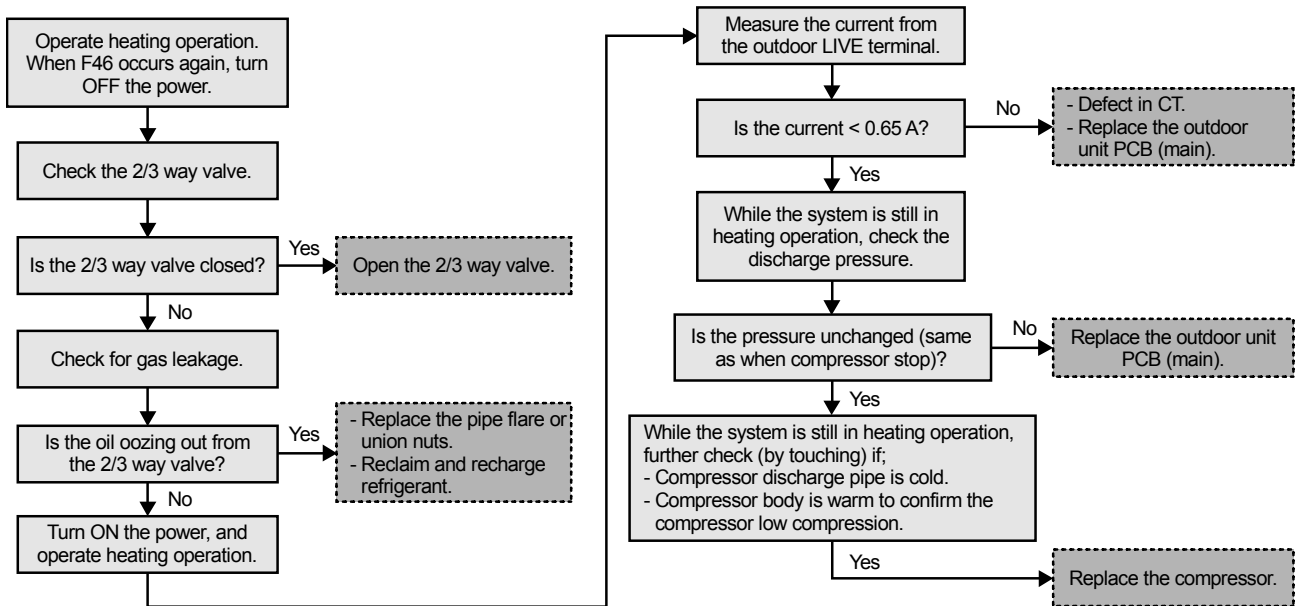 Operate heating operation.
When F46 occurs again, turn
OFF the power.
Check the 2/3 way valve.
Is the 2/3 way valve closed?
Yes
Open the 2/3 way valve.
No
Check for gas leakage.
Is the oil oozing out from
the 2/3 way valve?
Yes
- Replace the pipe flare or
union nuts.
- Reclaim and recharge
refrigerant.
No
Turn ON the power, and
operate heating operation.
Measure the current from
the outdoor LIVE terminal.
Is the current < 0.65 A?
No
- Defect in CT.
- Replace the outdoor
unit PCB (main).
Yes
While the system is still in
heating operation, check the
discharge pressure.
Is the pressure unchanged (same
as when compressor stop)?
No
Replace the outdoor unit
PCB (main).
Yes
While the system is still in heating operation,
further check (by touching) if;
- Compressor discharge pipe is cold.
- Compressor body is warm to confirm the
compressor low compression.
Yes
Replace the compressor.